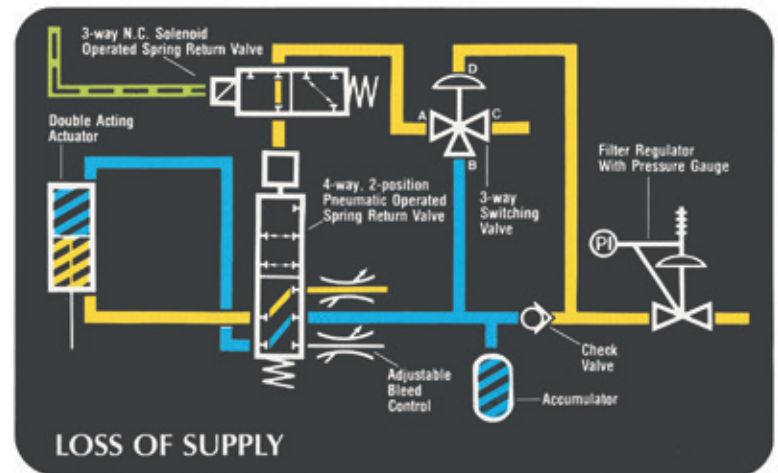 3-way N.C. Solenoid
Operated Spring Return Valve
Double Acting
Actuator
D
A
C
B
4-way, 2-position
Pneumatic Operated
Spring Return Valve
3-way
Switching
Valve
Filter Regulator
With Pressure Gauge
PI
Adjustable
Bleed
Control
Check
Valve
Accumulator
LOSS OF SUPPLY